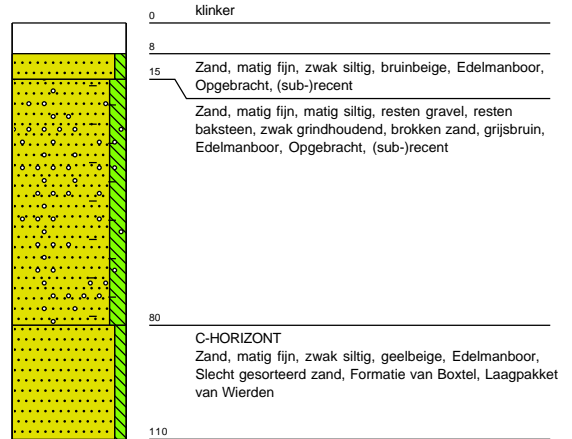 0
klinker
8
Zand, matig fijn, zwak siltig, bruinbeige, Edelmanboor,
Opgebracht, (sub-)recent
15
Zand, matig fijn, matig siltig, resten gravel, resten
baksteen, zwak grindhoudend, brokken zand, grijsbruin,
Edelmanboor, Opgebracht, (sub-)recent
80
C-HORIZONT
Zand, matig fijn, zwak siltig, geelbeige, Edelmanboor,
Slecht gesorteerd zand, Formatie van Boxtel, Laagpakket
van Wierden
110